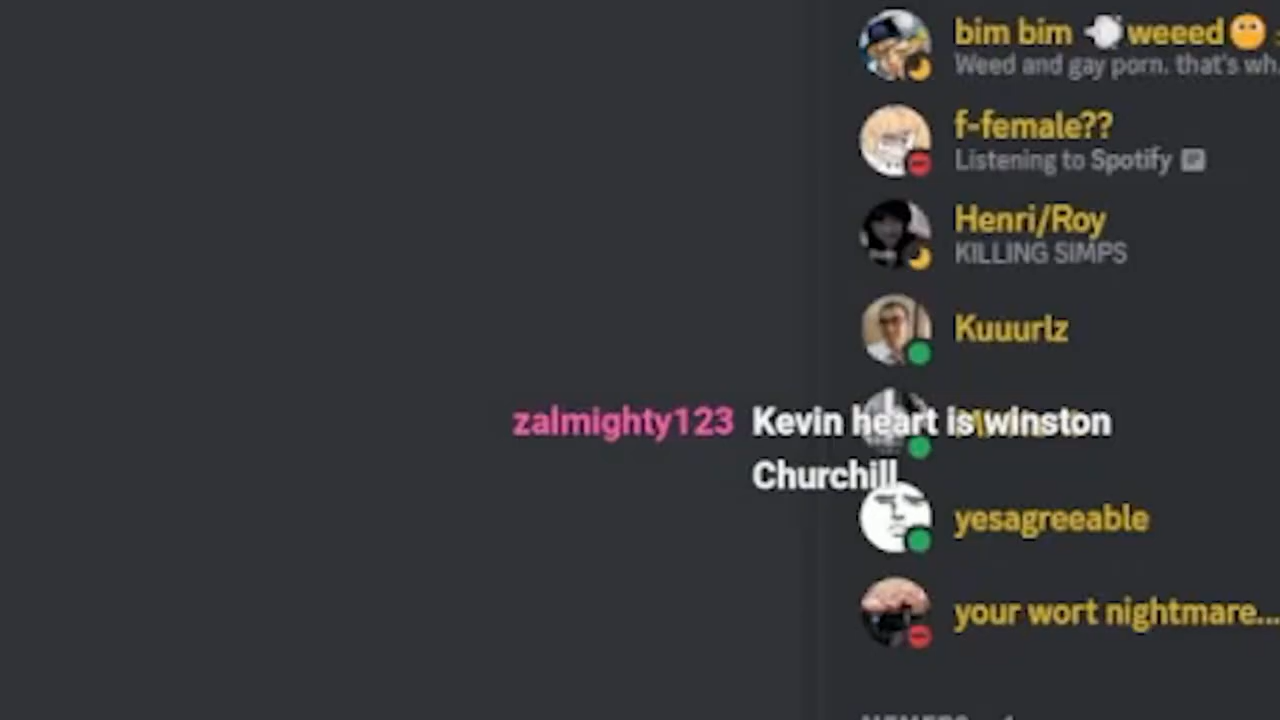 bim bim 💨 weeed😶
Weed and gay porn. that's wh.
f-female??
Listening to Spotify
Henri/Roy
KILLING SIMPS
Kuuurlz
zalmighty123 Kevin heart is winston
Churchill
yesagreeable
your wort nightmare...